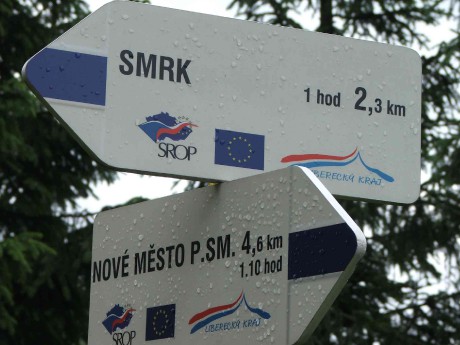 SMRK
1 hod 2,3 km
SROP
LIBERECKÝ KRAJ
NOVÉ MĚSTO P.SM. 4,6 km
1.10 hod
SROP
LIBERECKÝ KRAJ